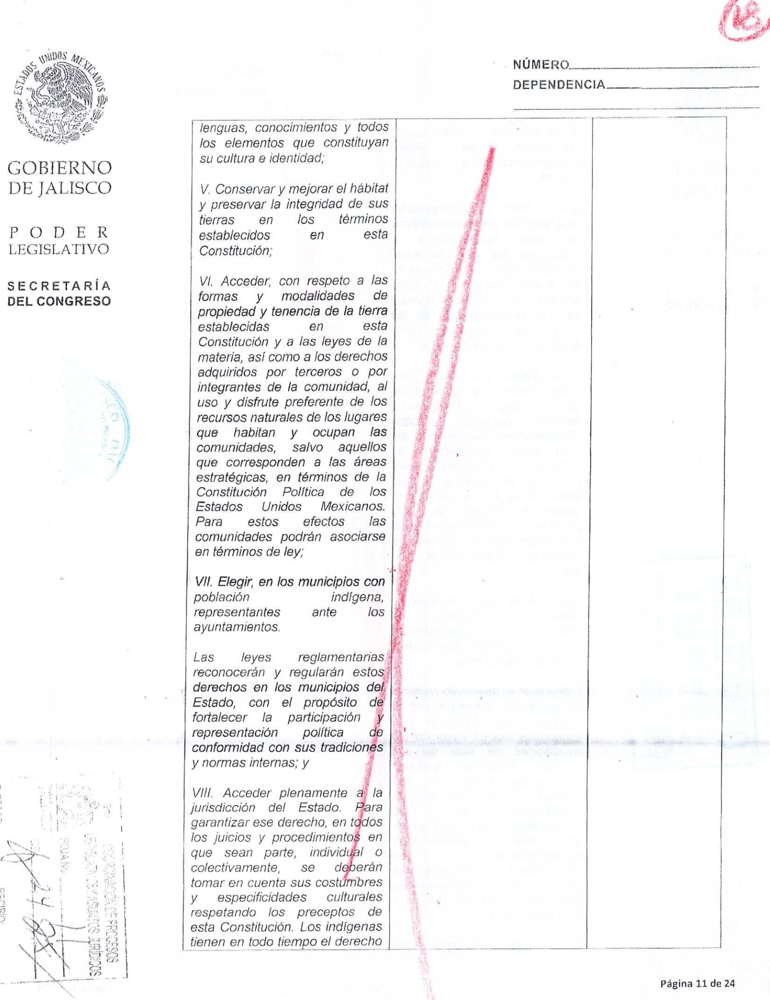 ESTADOS UNIDOS MEXICANOS
NÚMERO
DEPENDENCIA
GOBIERNO
DE JALISCO
PODER
LEGISLATIVO
SECRETARÍA
DEL CONGRESO
lenguas, conocimientos y todos
los elementos que constituyan
su cultura e identidad;
V. Conservar y mejorar el hábitat
y preservar la integridad de sus
tierras en los términos
establecidos en esta
Constitución;
VI. Acceder, con respeto a las
formas y modalidades de
propiedad y tenencia de la tierra
establecidas en esta
Constitución y a las leyes de la
materia, así como a los derechos
adquiridos por terceros o por
integrantes de la comunidad, al
uso y disfrute preferente de los
recursos naturales de los lugares
que habitan y ocupan las
comunidades, salvo aquellos
que corresponden a las áreas
estratégicas, en términos de la
Constitución Política de los
Estados Unidos Mexicanos.
Para estos efectos las
comunidades podrán asociarse
en términos de ley;
VII. Elegir, en los municipios con
población indígena,
representantes ante los
ayuntamientos.
Las leyes reglamentarias
reconocerán y regularán estos
derechos en los municipios del
Estado, con el propósito de
fortalecer la participación y
representación política de
conformidad con sus tradiciones
y normas internas; y
VIII. Acceder plenamente a la
jurisdicción del Estado. Para
garantizar ese derecho, en todos
los juicios y procedimientos en
que sean parte, individual o
colectivamente, se deberán
tomar en cuenta sus costumbres
y especificidades culturales
respetando los preceptos de
esta Constitución. Los indígenas
tienen en todo tiempo el derecho
COORDINACIÓN DE PROCESOS
LEGISLATIVOS Y ASUNTOS JURÍDICOS
Página 11 de 24